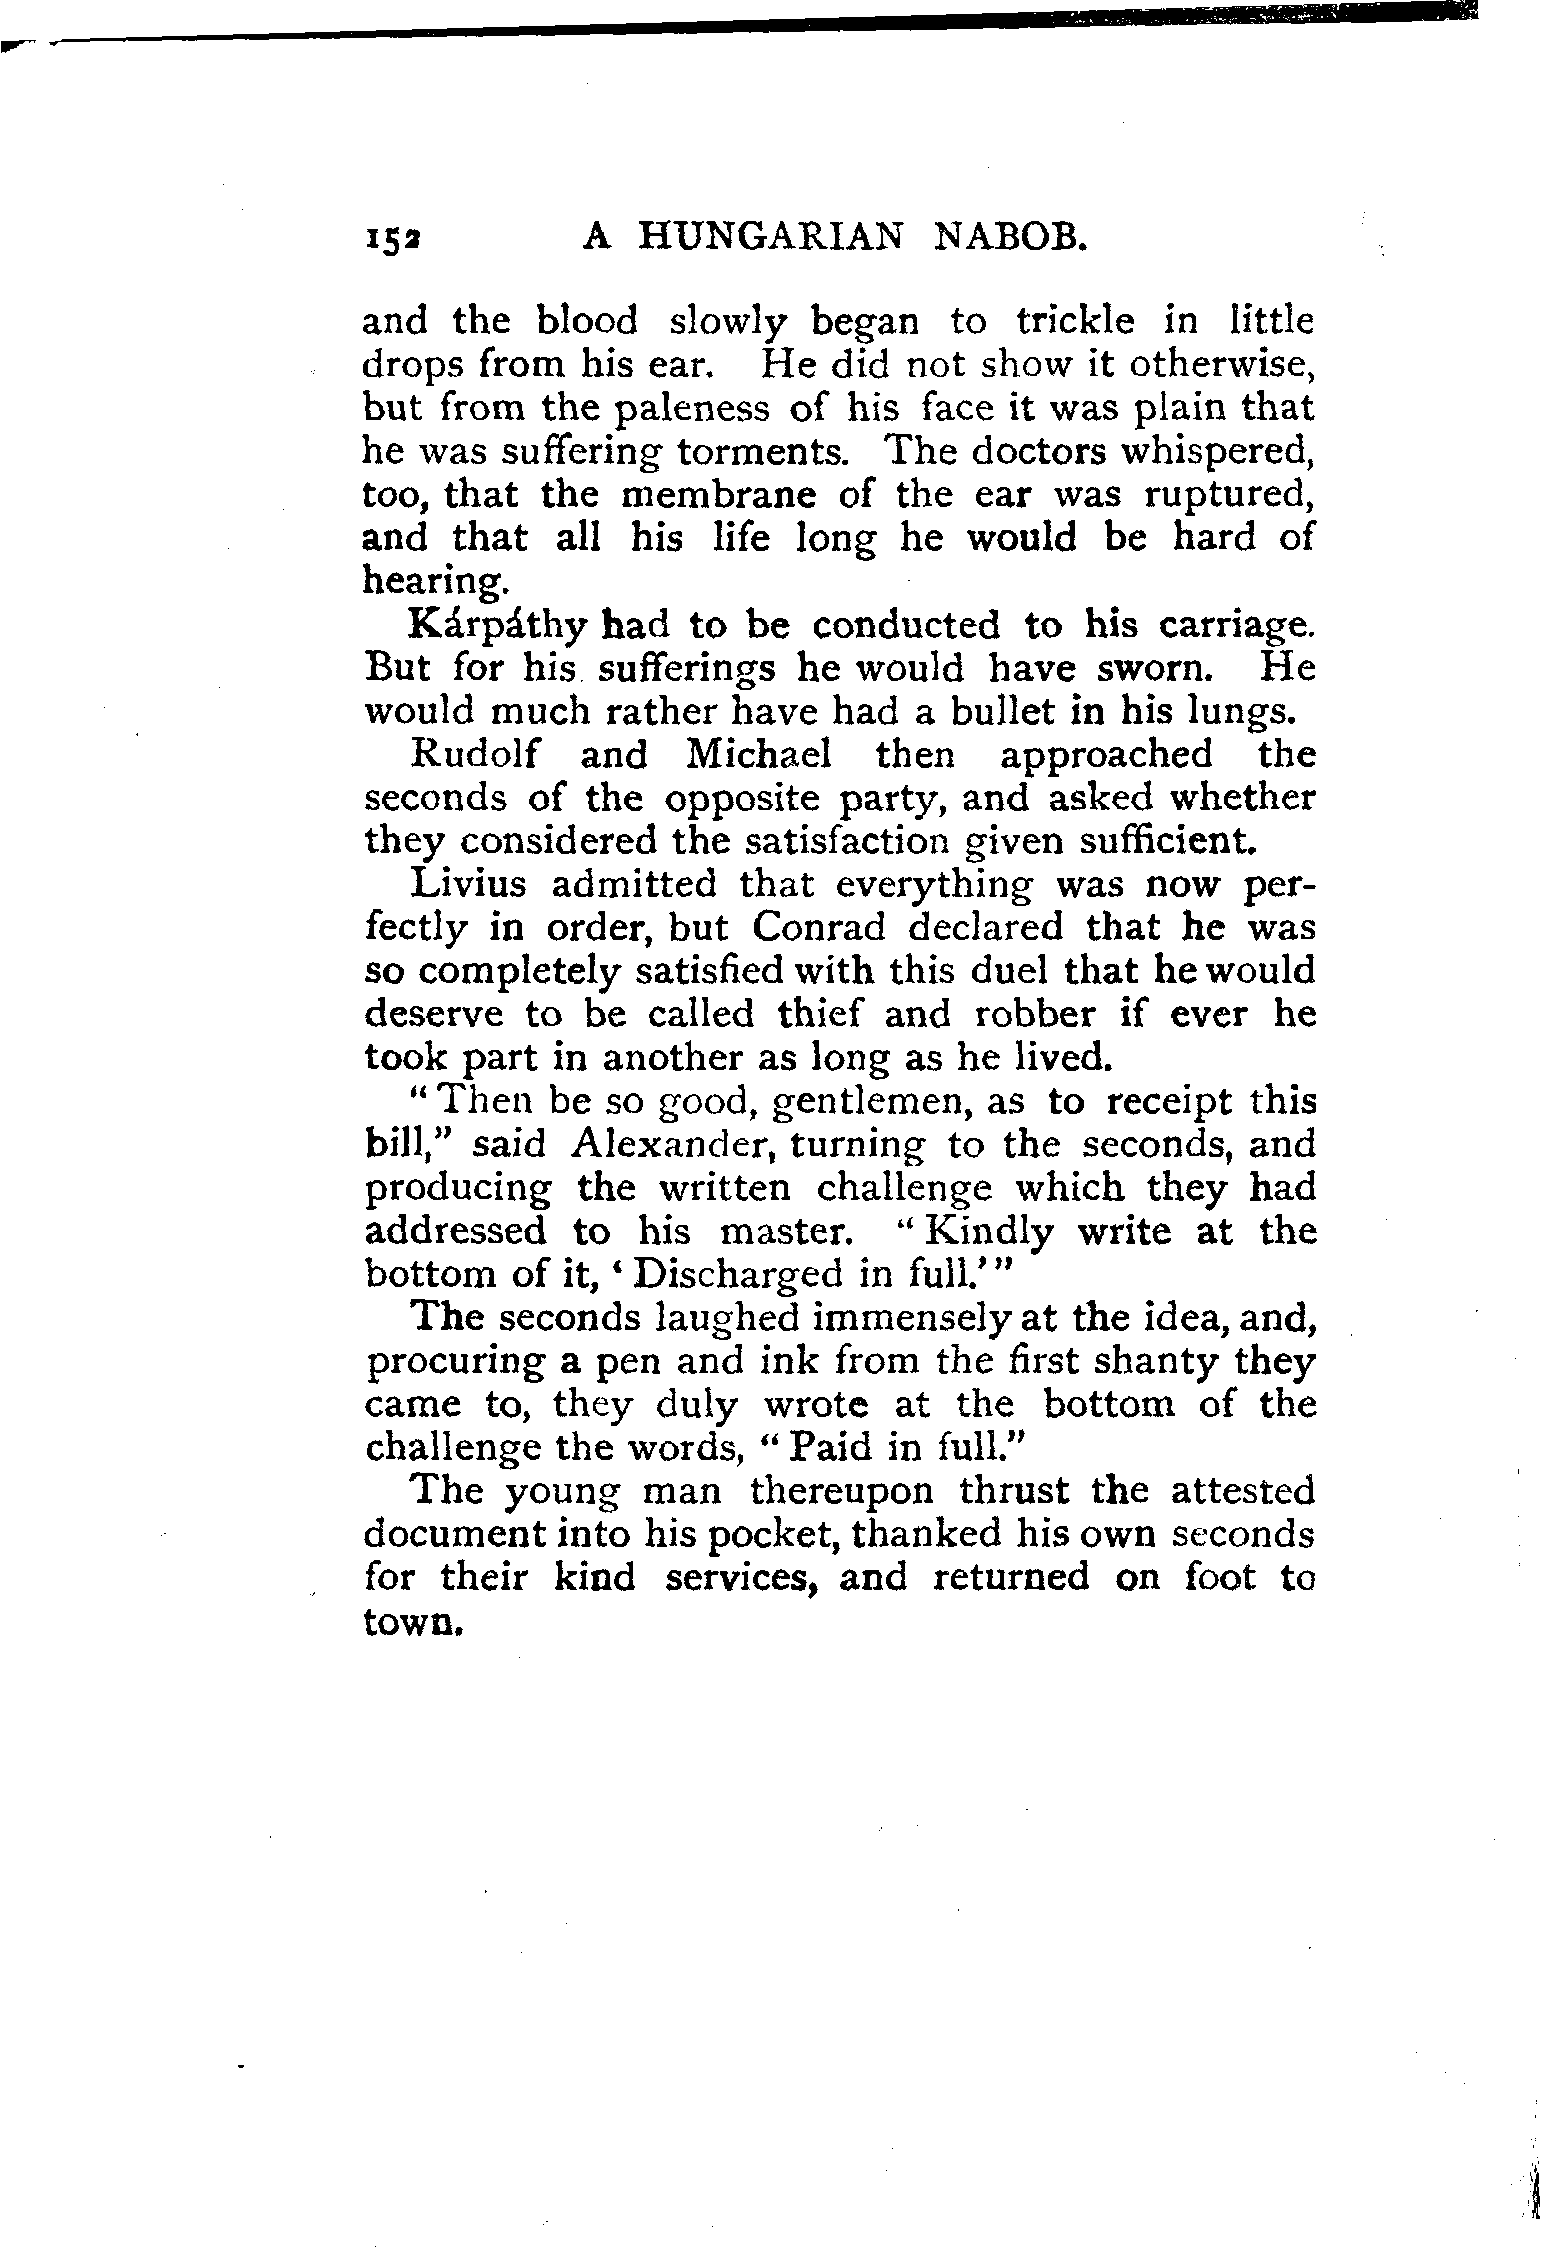 152 A HUNGARIAN NABOB.
and the blood slowly began to trickle in little
drops from his ear. He did not show it otherwise,
but from the paleness of his face it was plain that
he was suffering torments. The doctors whispered,
too, that the membrane of the ear was ruptured,
and that all his life long he would be hard of
hearing.
Kárpáthy had to be conducted to his carriage.
But for his sufferings he would have sworn. He
would much rather have had a bullet in his lungs.
Rudolf and Michael then approached the
seconds of the opposite party, and asked whether
they considered the satisfaction given sufficient.
Livius admitted that everything was now per-
fectly in order, but Conrad declared that he was
so completely satisfied with this duel that he would
deserve to be called thief and robber if ever he
took part in another as long as he lived.
“Then be so good, gentlemen, as to receipt this
bill,” said Alexander, turning to the seconds, and
producing the written challenge which they had
addressed to his master. “Kindly write at the
bottom of it, ‘Discharged in full.’”
The seconds laughed immensely at the idea, and,
procuring a pen and ink from the first shanty they
came to, they duly wrote at the bottom of the
challenge the words, “Paid in full.”
The young man thereupon thrust the attested
document into his pocket, thanked his own seconds
for their kind services, and returned on foot to
town.